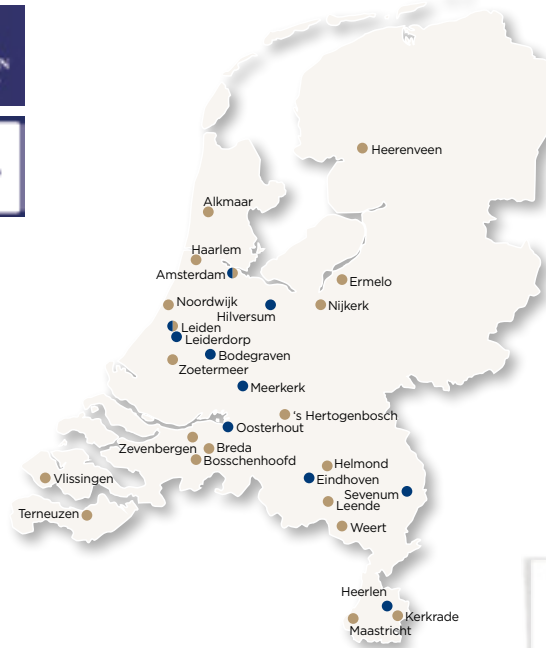 Heerenveen
Alkmaar
Haarlem
Amsterdam
Ermelo
Noordwijk
Nijkerk
Hilversum
Leiden
Leiderdorp
Bodegraven
Zoetermeer
Meerkerk
's Hertogenbosch
Oosterhout
Zevenbergen
Breda
Bosschenhoofd
Helmond
Vlissingen
Eindhoven
Sevenum
Leende
Terneuzen
Weert
Heerlen
Kerkrade
Maastricht